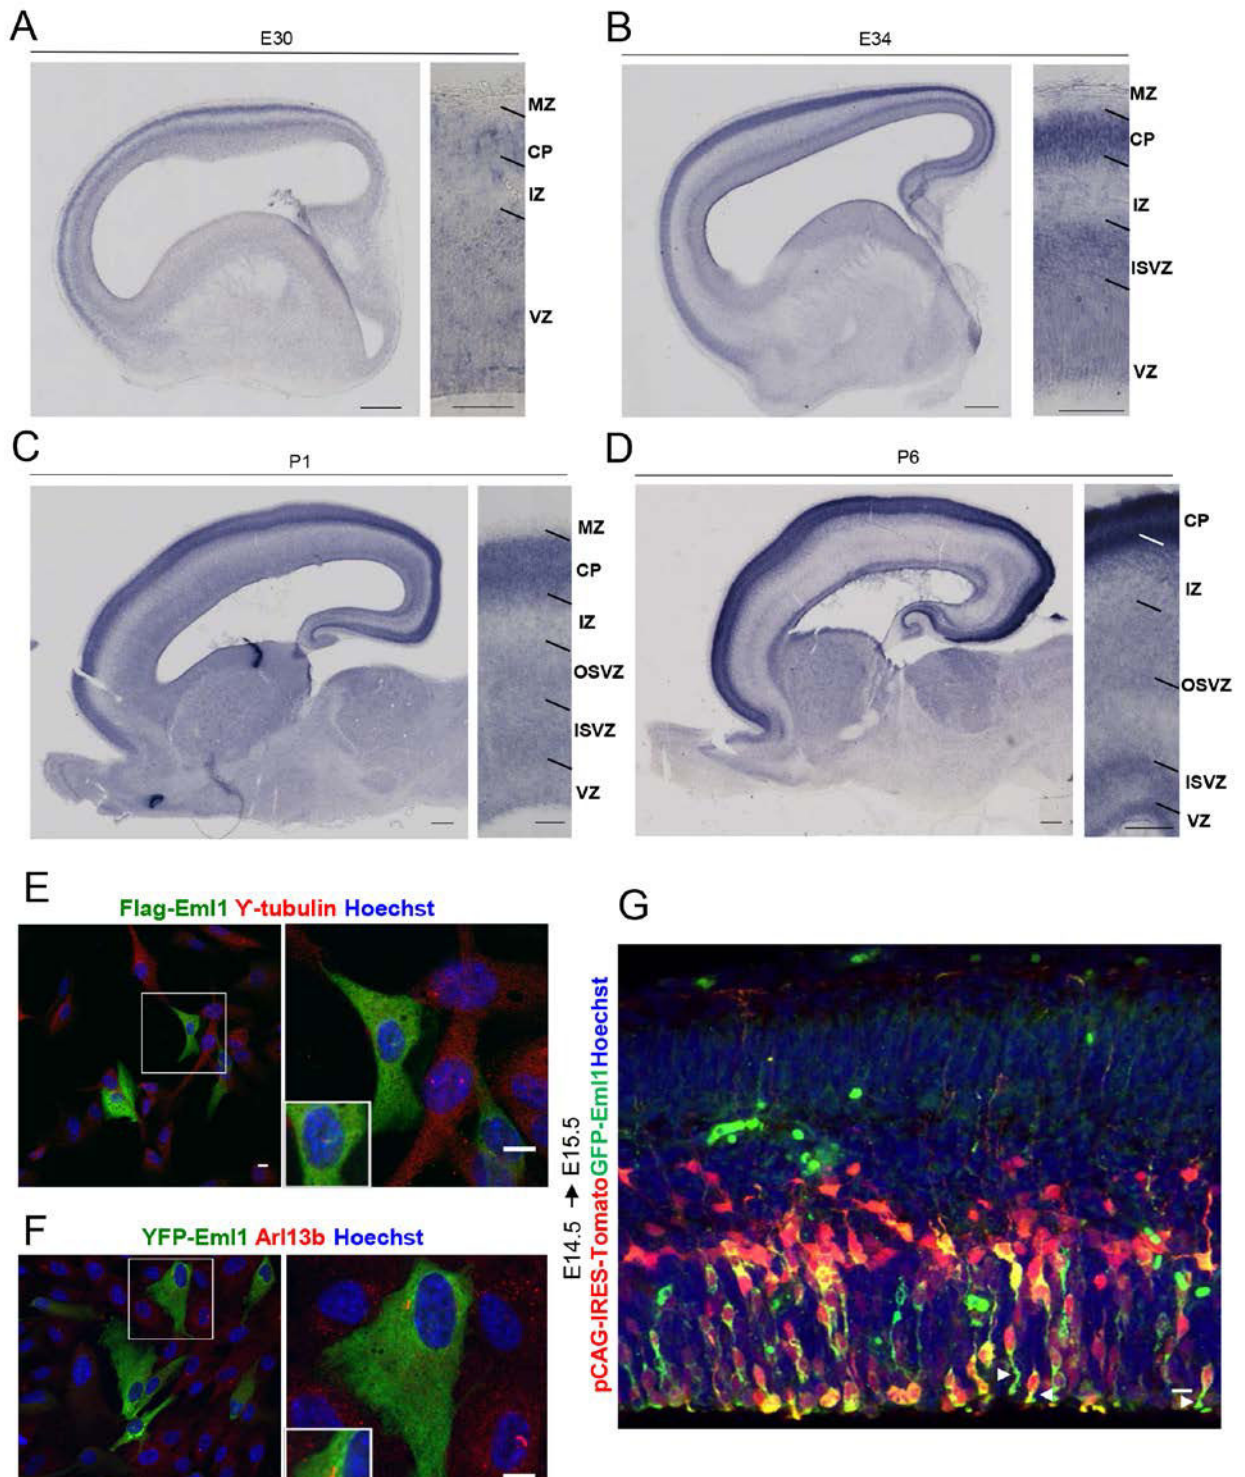 A
E30
MZ
CP
IZ
VZ
B
E34
MZ
CP
IZ
ISVZ
VZ
C
P1
MZ
CP
IZ
OSVZ
ISVZ
VZ
D
P6
CP
IZ
OSVZ
ISVZ
VZ
E
Flag-Eml1 ϒ-tubulin Hoechst
F
YFP-Eml1 Arl13b Hoechst
G
E14.5 → E15.5
pCAG-IRES-TomatoGFP-Eml1Hoechst